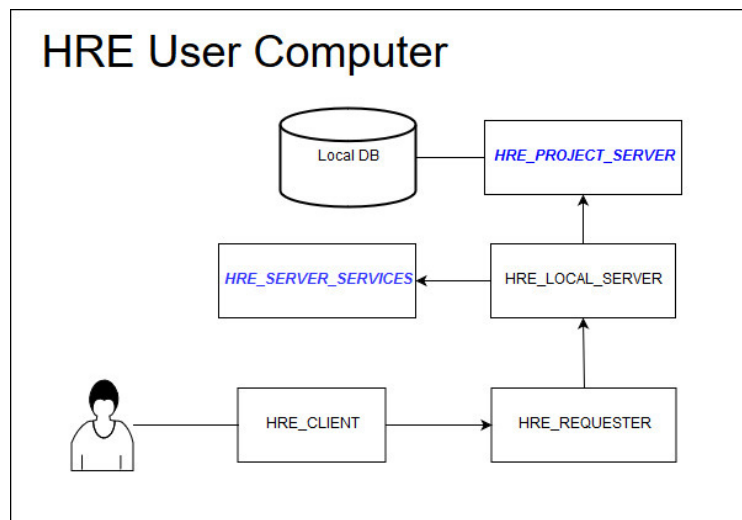 HRE User Computer
Local DB
HRE_PROJECT_SERVER
HRE_SERVER_SERVICES
HRE_LOCAL_SERVER
HRE_CLIENT
HRE_REQUESTER